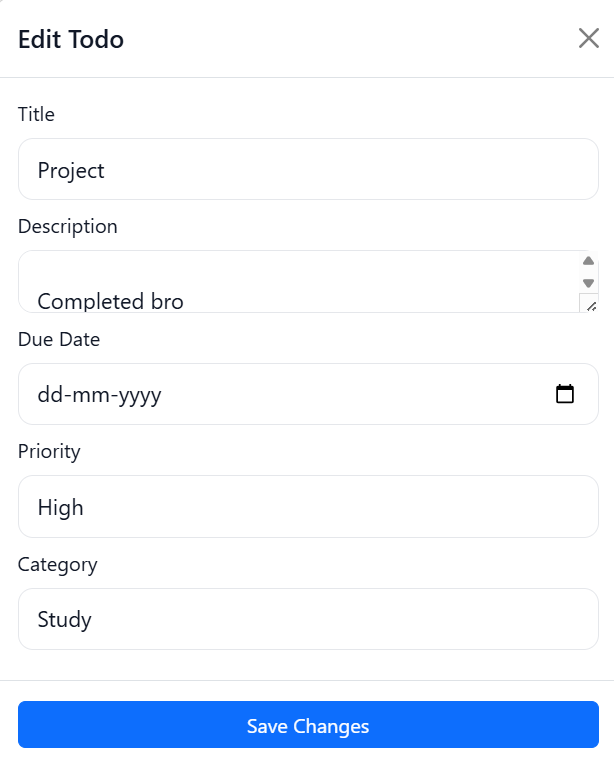 Edit Todo
Title
Project
Description
Completed bro
Due Date
dd-mm-yyyy
Priority
High
Category
Study
Save Changes